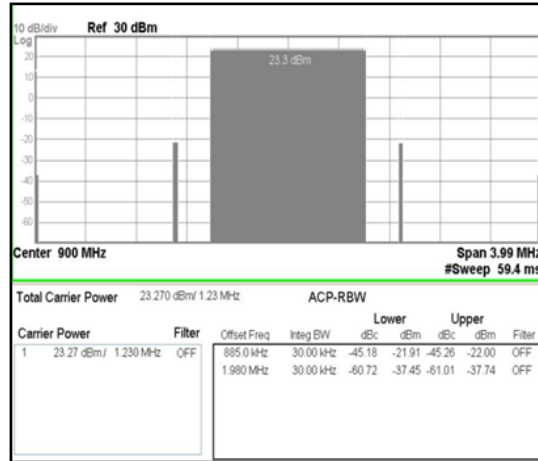 10 dB/div Ref 30 dBm
Log
23.3 dBm
20
10
0
-10
-20
-30
-40
-50
-60
Center 900 MHz Span 3.99 MHz
#Sweep 59.4 ms
Total Carrier Power 23.270 dBm/ 1.23 MHz ACP-RBW
Lower Upper
Carrier Power Filter Offset Freq Integ BW dBc dBm dBc dBm Filter
1 23.27 dBm / 1.230 MHz OFF 885.0 kHz 30.00 kHz -45.18 -21.91 -45.26 -22.00 OFF
1.980 MHz 30.00 kHz -60.72 -37.45 -61.01 -37.74 OFF